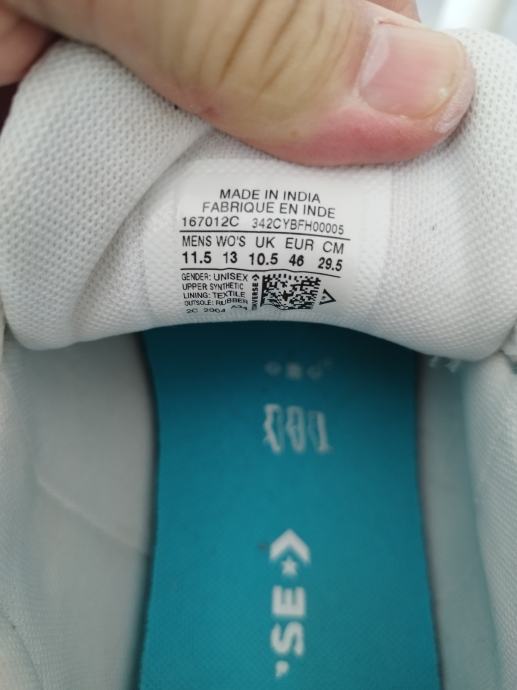 MADE IN INDIA
FABRIQUE EN INDE
167012C 342CYBFH00005
MENS WO'S UK EUR CM
11.5 13 10.5 46 29.5
GENDER: UNISEX
UPPER SYNTHETIC
LINING: TEXTILE
OUTSOLE: RUBBER
CONVERSE
'SE